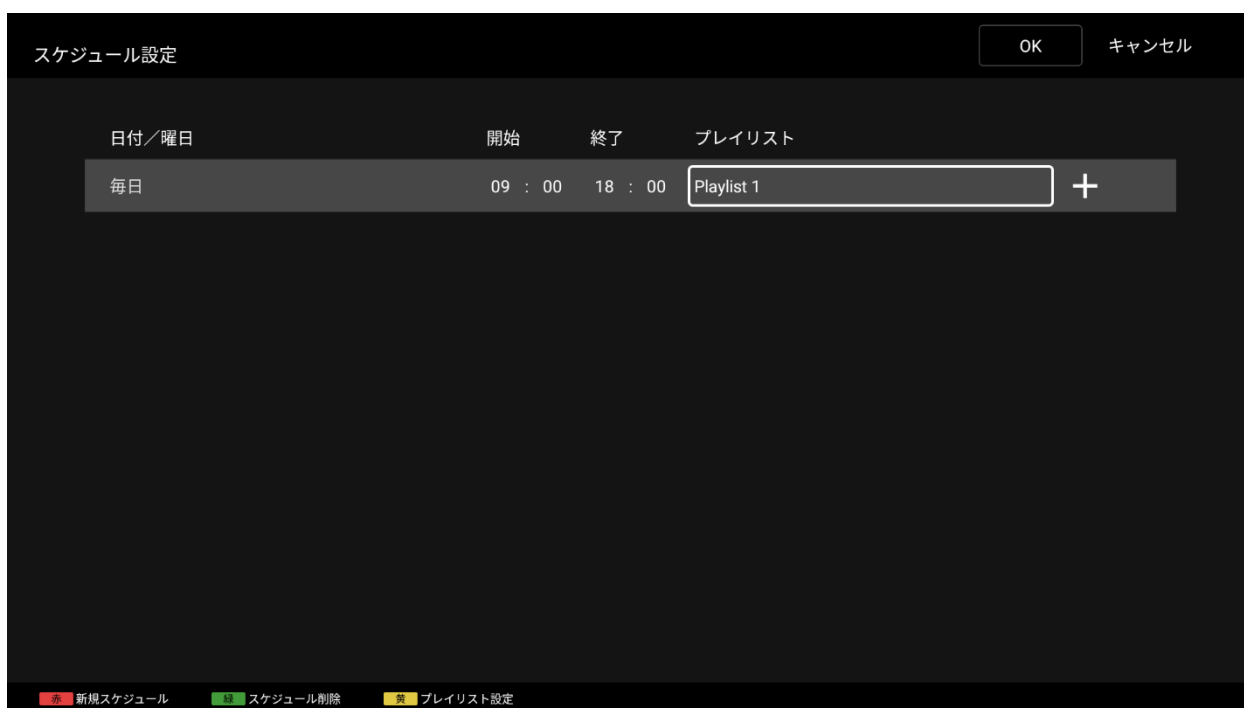 スケジュール設定 OK キャンセル
日付／曜日 開始 終了 プレイリスト
毎日 09 : 00 18 : 00 Playlist 1 +
赤 新規スケジュール 緑 スケジュール削除 黄 プレイリスト設定